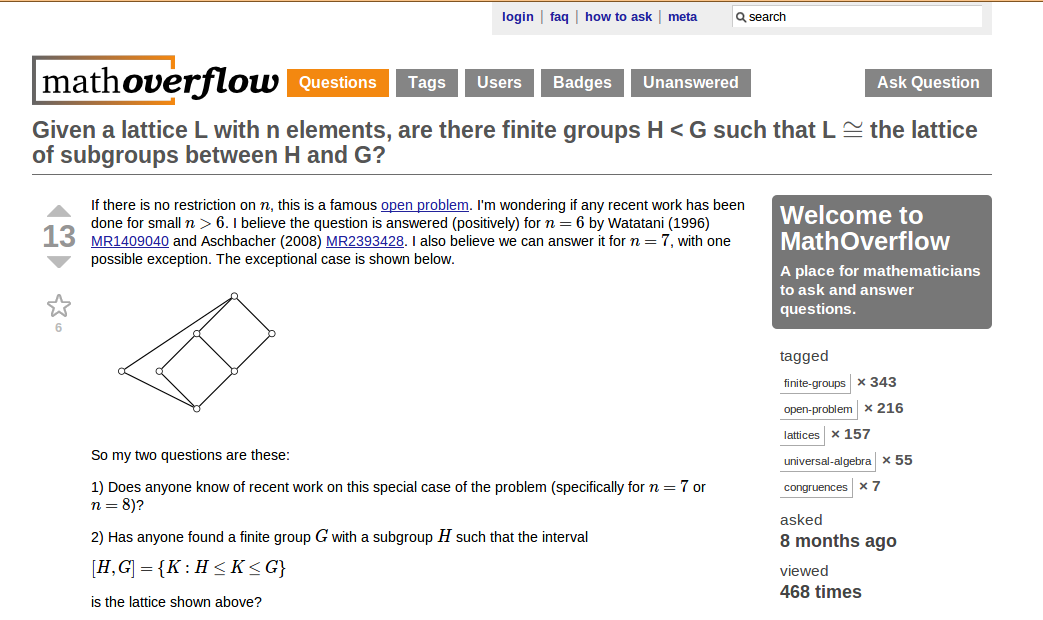 login | faq | how to ask | meta
search
mathoverflow
Questions Tags Users Badges Unanswered Ask Question
Given a lattice L with n elements, are there finite groups H < G such that L ≅ the lattice
of subgroups between H and G?
13
6
If there is no restriction on n, this is a famous open problem. I'm wondering if any recent work has been
done for small n > 6. I believe the question is answered (positively) for n = 6 by Watatani (1996)
MR1409040 and Aschbacher (2008) MR2393428. I also believe we can answer it for n = 7, with one
possible exception. The exceptional case is shown below.
So my two questions are these:
1) Does anyone know of recent work on this special case of the problem (specifically for n = 7 or
n = 8)?
2) Has anyone found a finite group G with a subgroup H such that the interval
[H, G] = {K : H ≤ K ≤ G}
is the lattice shown above?
Welcome to
MathOverflow
A place for mathematicians
to ask and answer
questions.
tagged
finite-groups × 343
open-problem × 216
lattices × 157
universal-algebra × 55
congruences × 7
asked
8 months ago
viewed
468 times